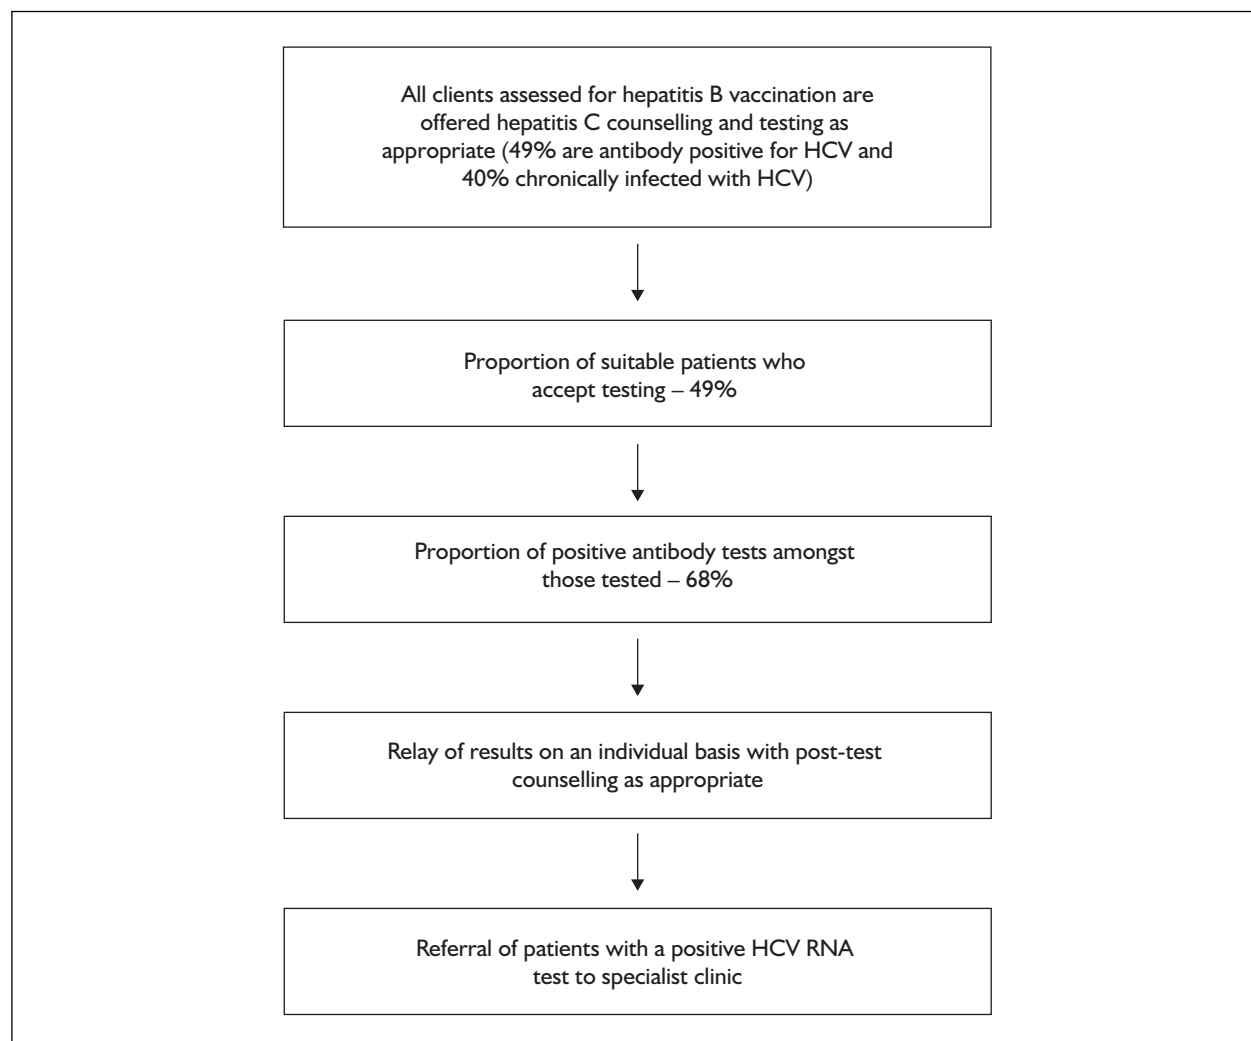 All clients assessed for hepatitis B vaccination are
offered hepatitis C counselling and testing as
appropriate (49% are antibody positive for HCV and
40% chronically infected with HCV)
Proportion of suitable patients who
accept testing – 49%
Proportion of positive antibody tests amongst
those tested – 68%
Relay of results on an individual basis with post-test
counselling as appropriate
Referral of patients with a positive HCV RNA
test to specialist clinic